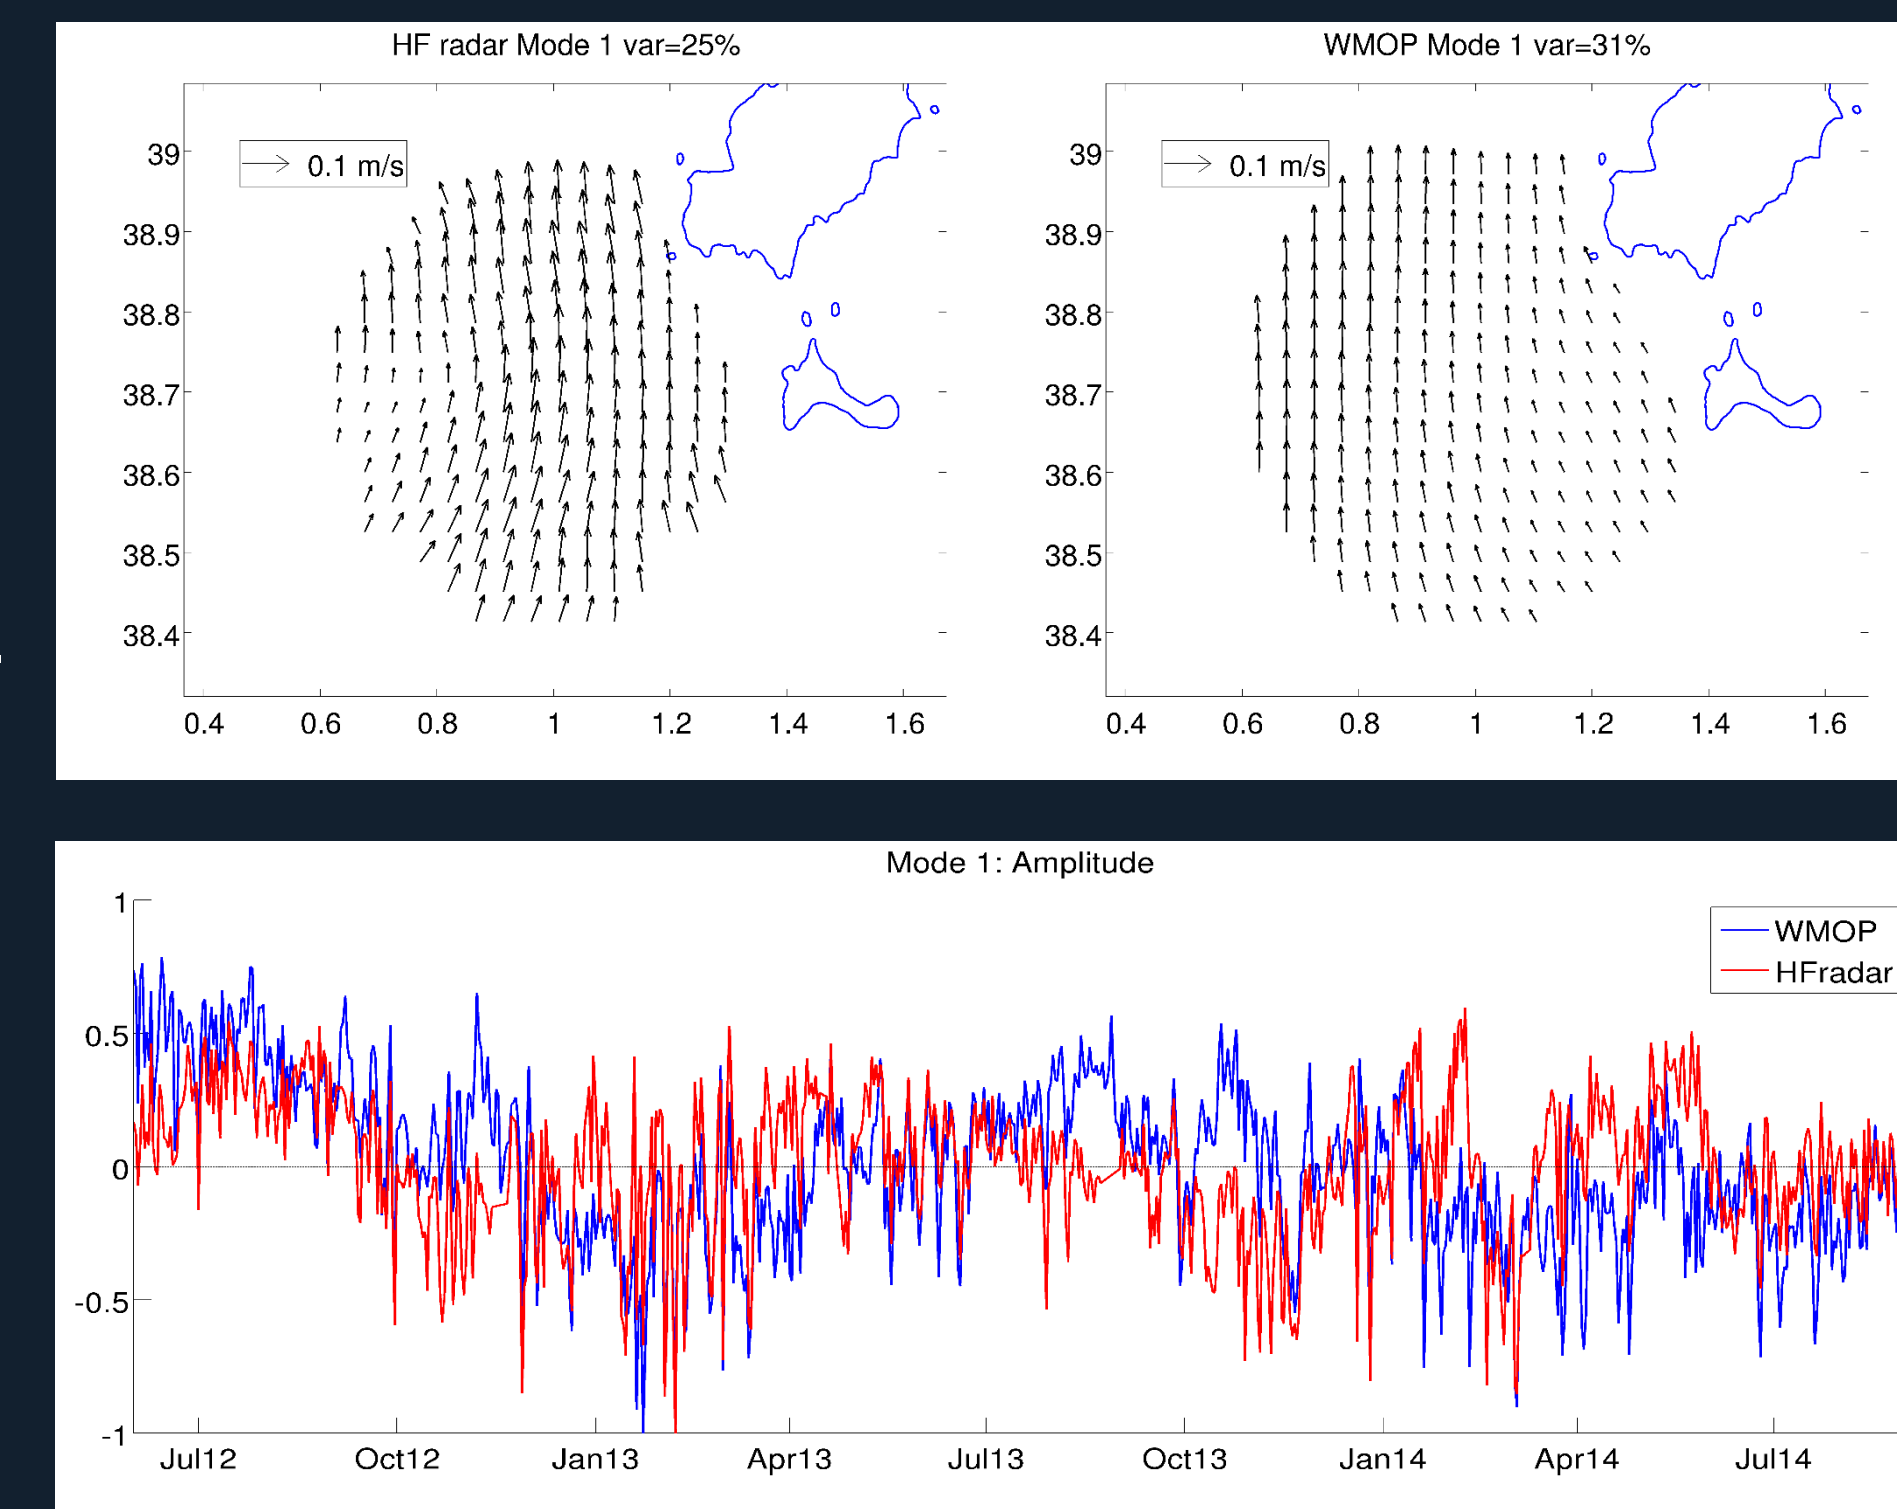 HF radar Mode 1 var=25%
0.1 m/s
39
38.9
38.8
38.7
38.6
38.5
38.4
0.4 0.6 0.8 1 1.2 1.4 1.6
WMOP Mode 1 var=31%
0.1 m/s
39
38.9
38.8
38.7
38.6
38.5
38.4
0.4 0.6 0.8 1 1.2 1.4 1.6
Mode 1: Amplitude
WMOP
HFradar
1
0.5
0
-0.5
-1
Jul12 Oct12 Jan13 Apr13 Jul13 Oct13 Jan14 Apr14 Jul14